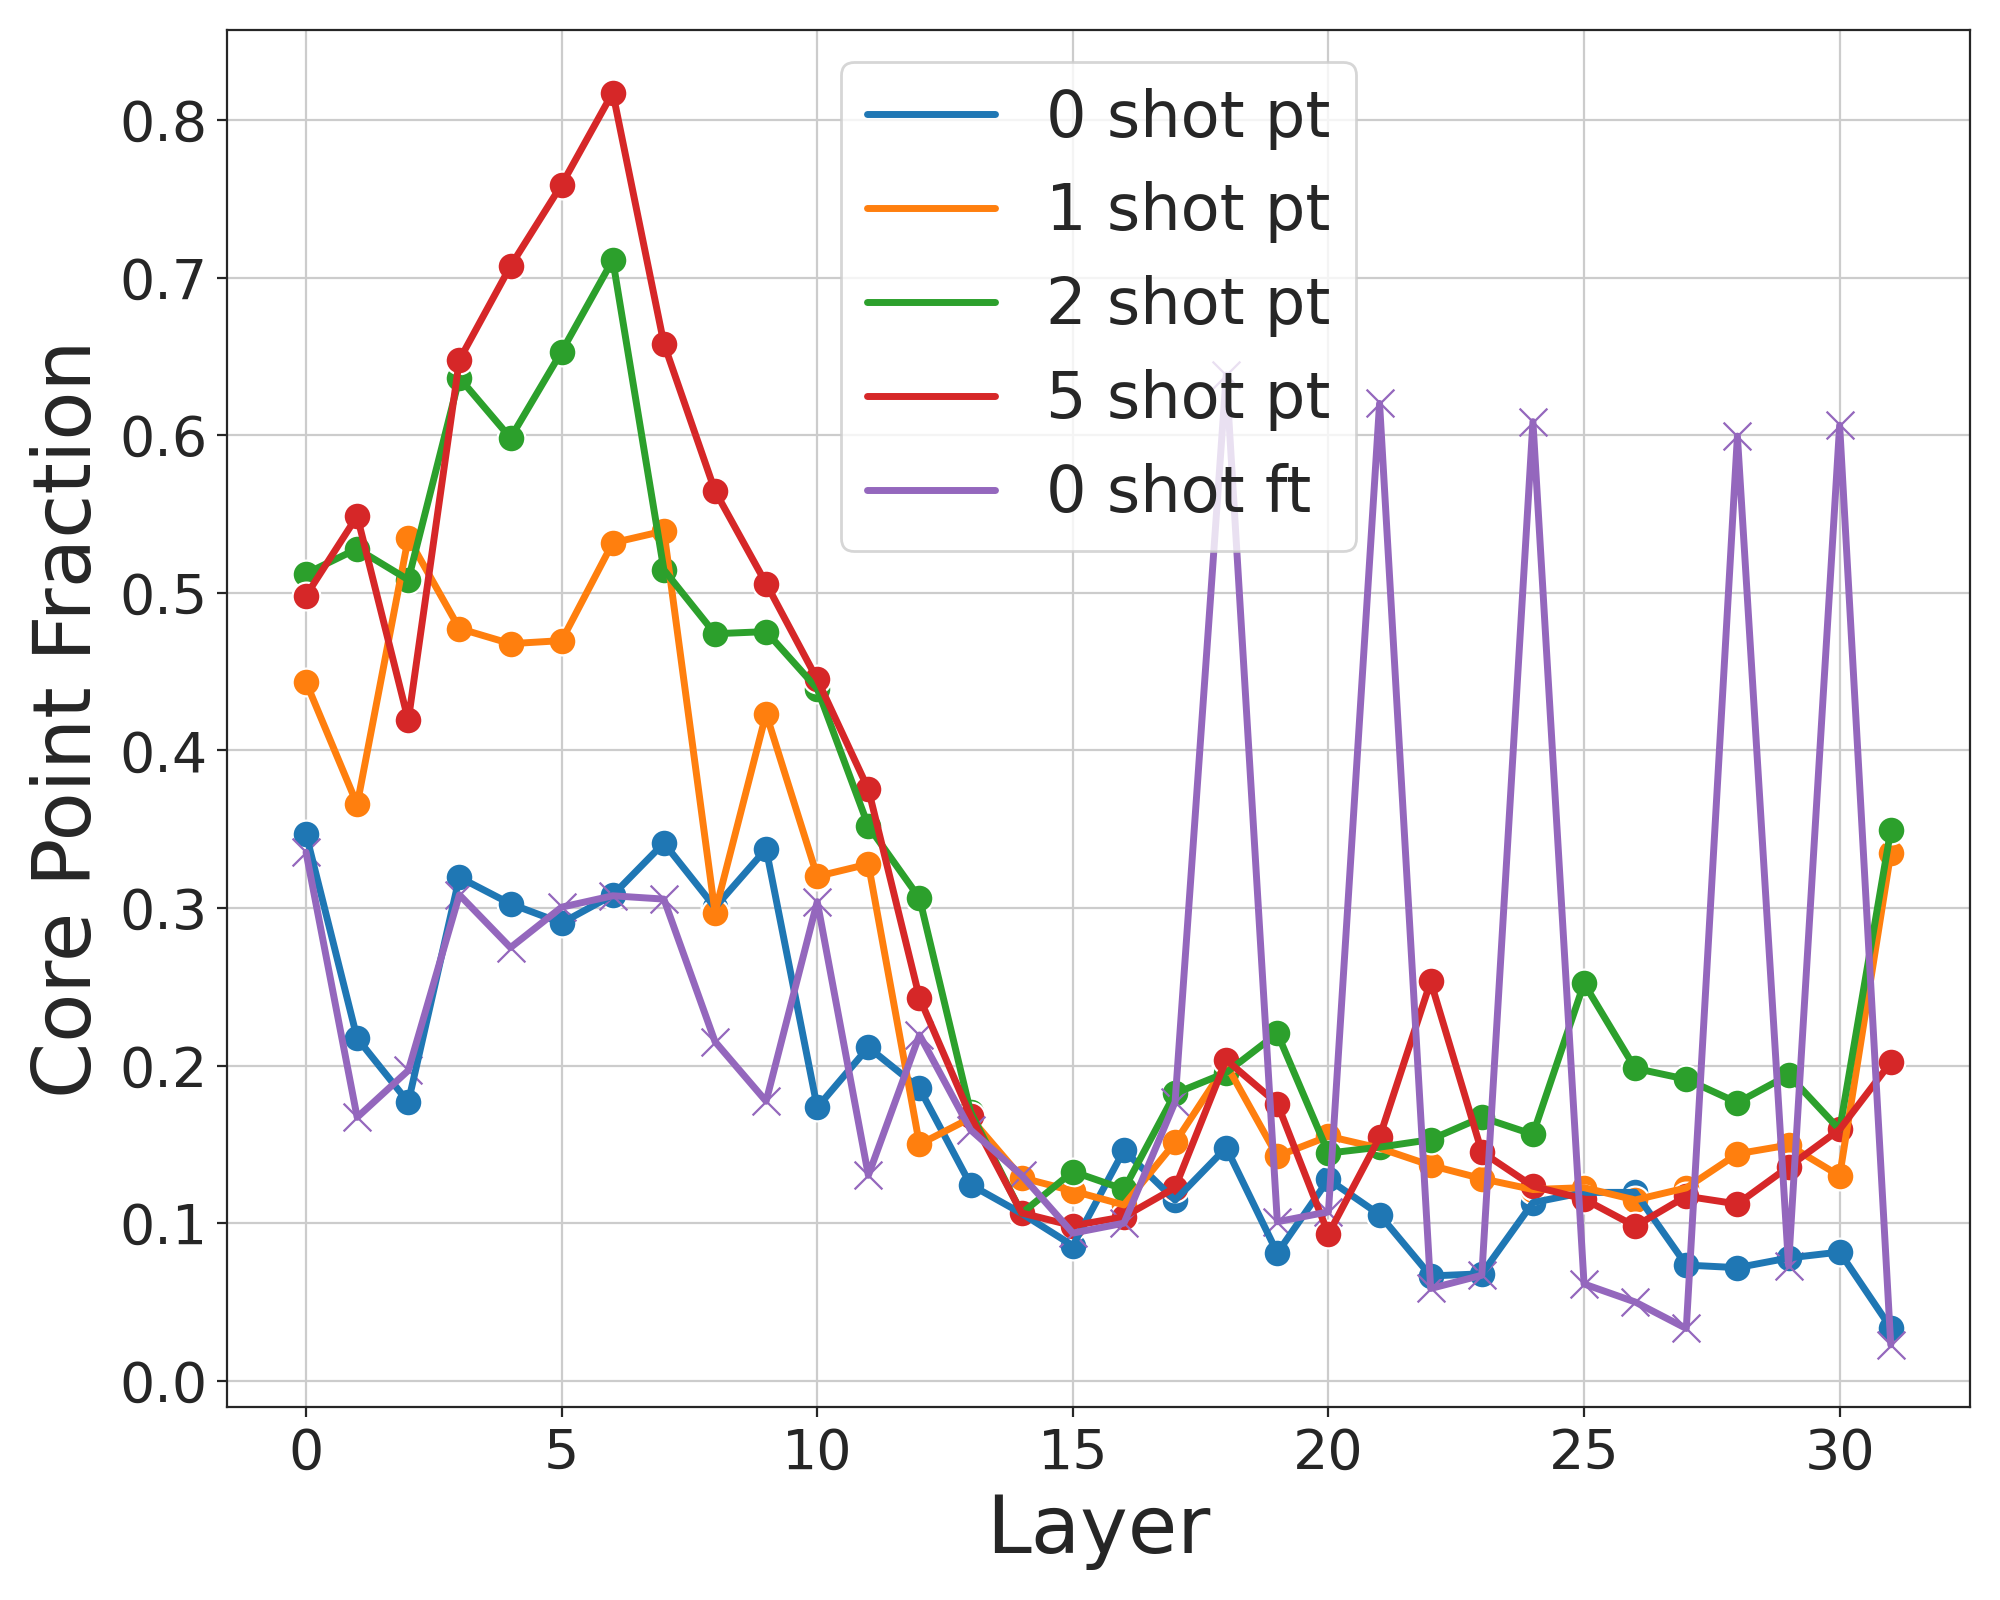 0 shot pt
1 shot pt
2 shot pt
5 shot pt
0 shot ft
Core Point Fraction
0.8
0.7
0.6
0.5
0.4
0.3
0.2
0.1
0.0
0 5 10 15 20 25 30
Layer